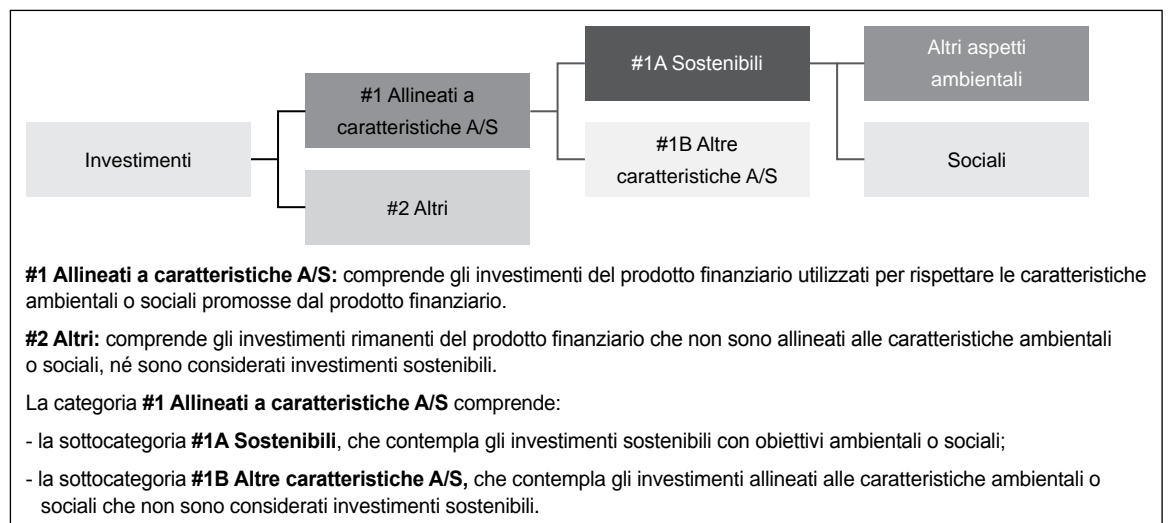 Investimenti
#1 Allineati a
caratteristiche A/S
#2 Altri
#1A Sostenibili
#1B Altre
caratteristiche A/S
Altri aspetti
ambientali
Sociali
#1 Allineati a caratteristiche A/S: comprende gli investimenti del prodotto finanziario utilizzati per rispettare le caratteristiche
ambientali o sociali promosse dal prodotto finanziario.
#2 Altri: comprende gli investimenti rimanenti del prodotto finanziario che non sono allineati alle caratteristiche ambientali
o sociali, né sono considerati investimenti sostenibili.
La categoria #1 Allineati a caratteristiche A/S comprende:
- la sottocategoria #1A Sostenibili, che contempla gli investimenti sostenibili con obiettivi ambientali o sociali;
- la sottocategoria #1B Altre caratteristiche A/S, che contempla gli investimenti allineati alle caratteristiche ambientali o
sociali che non sono considerati investimenti sostenibili.